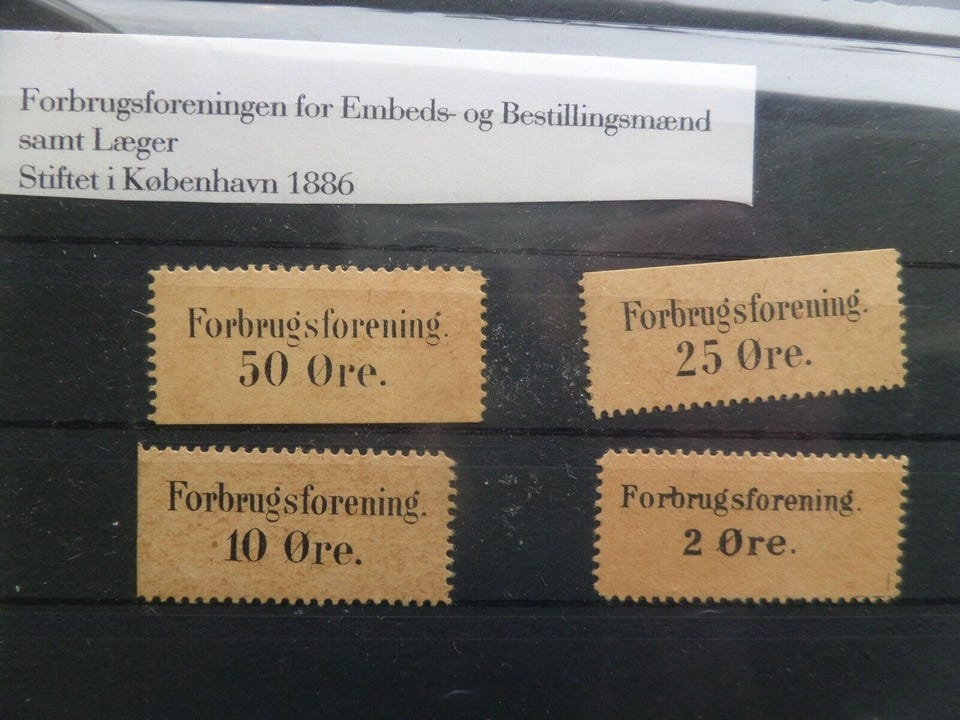 Forbrugsforeningen for Embeds- og Bestillingsmænd
samt Læger
Stiftet i København 1886
Forbrugsforening.
50 Øre.
Forbrugsforening.
25 Øre.
Forbrugsforening.
10 Øre.
Forbrugsforening.
2 Øre.